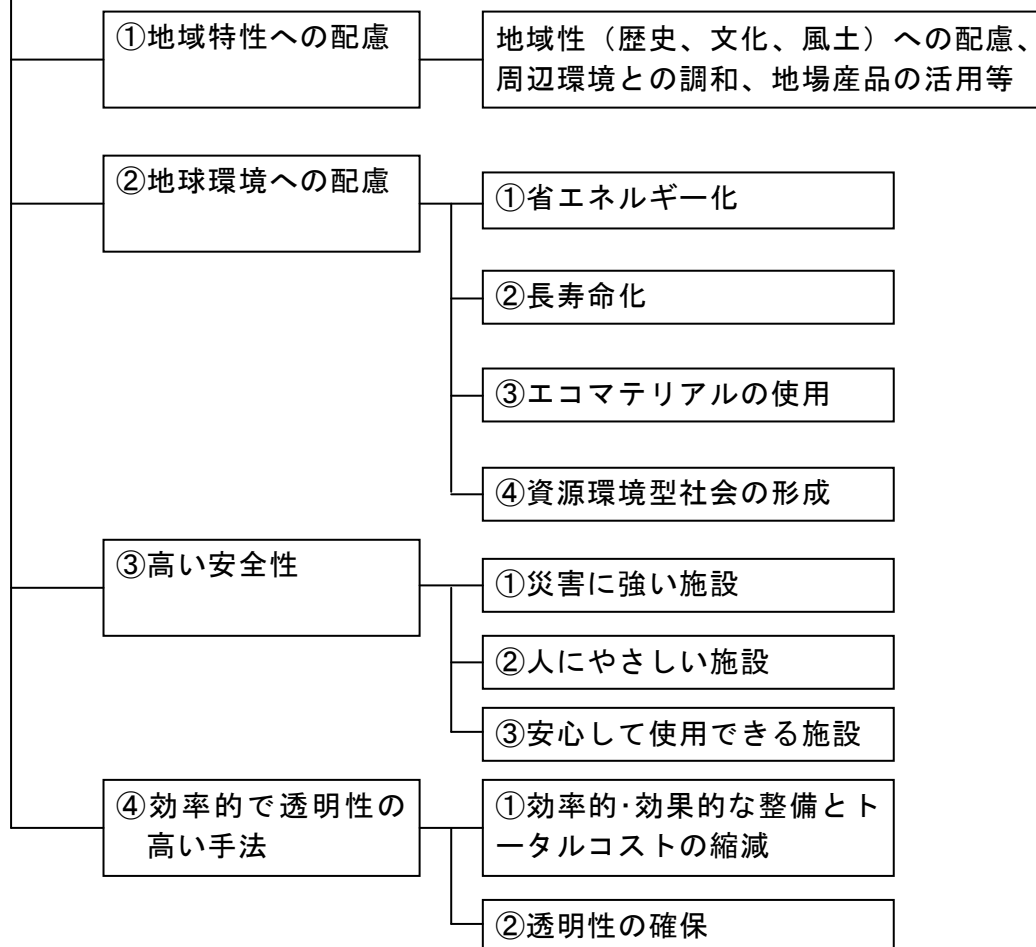 ①地域特性への配慮
地域性（歴史、文化、風土）への配慮、
周辺環境との調和、地場産品の活用等
②地球環境への配慮
①省エネルギー化
②長寿命化
③エコマテリアルの使用
④資源環境型社会の形成
③高い安全性
①災害に強い施設
②人にやさしい施設
③安心して使用できる施設
④効率的で透明性の
高い手法
①効率的･効果的な整備とト
ータルコストの縮減
②透明性の確保